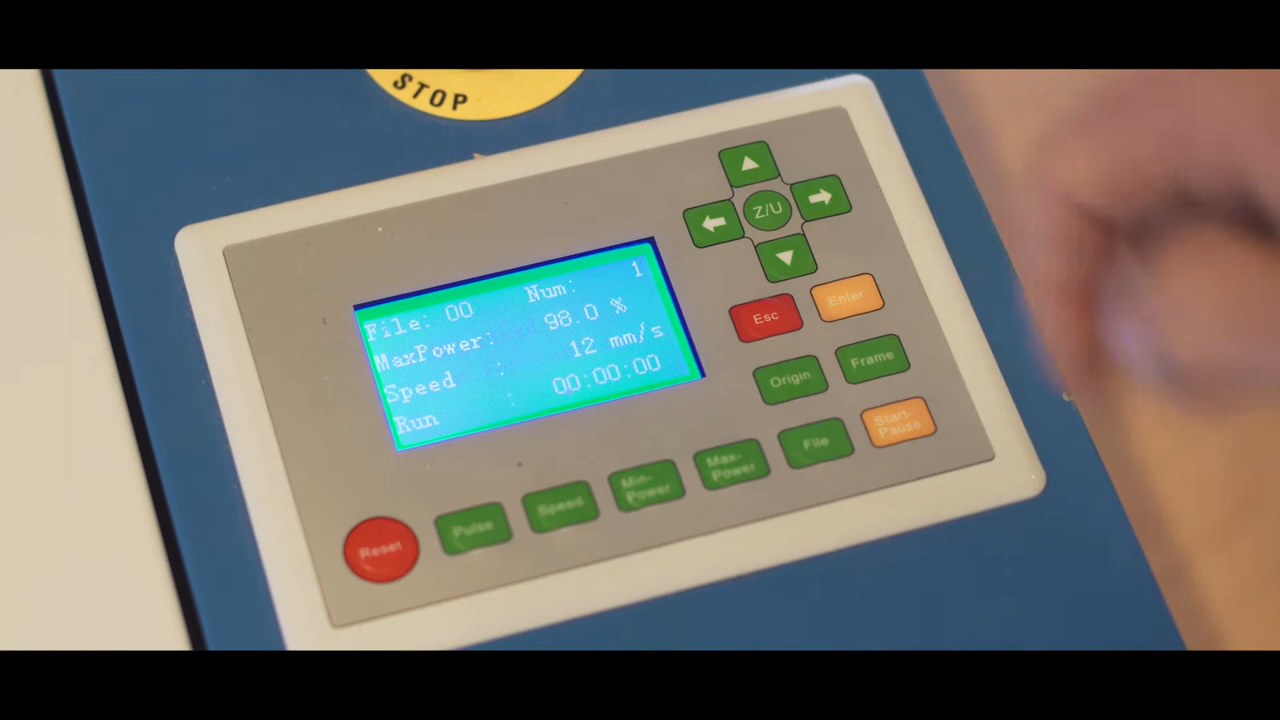 STOP
File: 00 Num: 1
MaxPower: 98.0 %
Speed : 12 mm/s
Run : 00:00:00
Z/U
Esc
Enter
Origin
Frame
Reset
Pulse
Speed
Min-
Power
Max-
Power
File
Start-
Pause